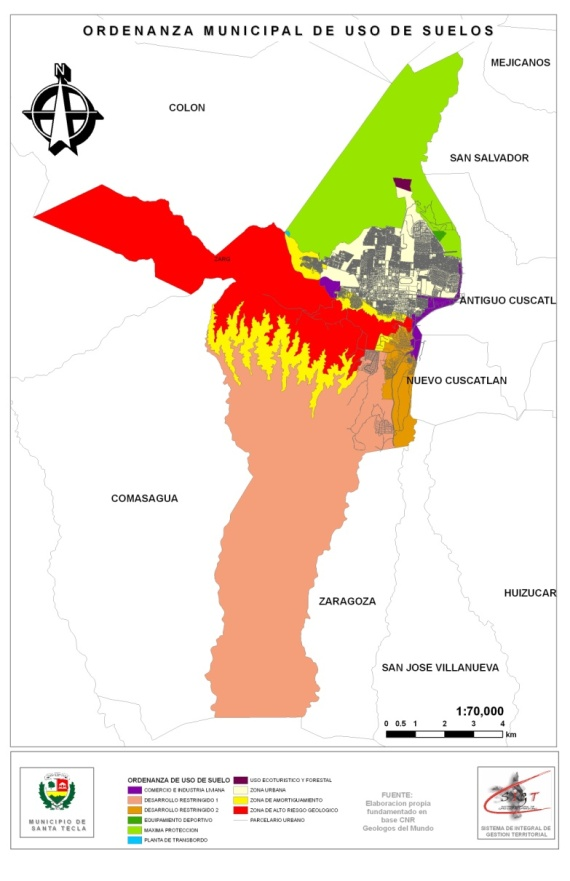 ORDENANZA MUNICIPAL DE USO DE SUELOS
N
MEJICANOS
COLON
SAN SALVADOR
ANTIGUO CUSCATL
NUEVO CUSCATLAN
COMASAGUA
ZARAGOZA
HUIZUCAR
SAN JOSE VILLANUEVA
1:70,000
0 0.5 1 2 3 4
km
MUNICIPIO DE
SANTA TECLA
ORDENANZA DE USO DE SUELO
COMERCIO E INDUSTRIA LIVIANA
DESARROLLO RESTRINGIDO 1
DESARROLLO RESTRINGIDO 2
EQUIPAMIENTO DEPORTIVO
MAXIMA PROTECCION
PLANTA DE TRANSBORDO
USO ECOTURISTICO Y FORESTAL
ZONA URBANA
ZONA DE AMORTIGUAMIENTO
ZONA DE ALTO RIESGO GEOLOGICO
PARCELARIO URBANO
FUENTE:
Elaboracion propia
fundamentado en
base CNR
Geologos del Mundo
SISTEMA DE INTEGRAL DE
GESTION TERRITORIAL